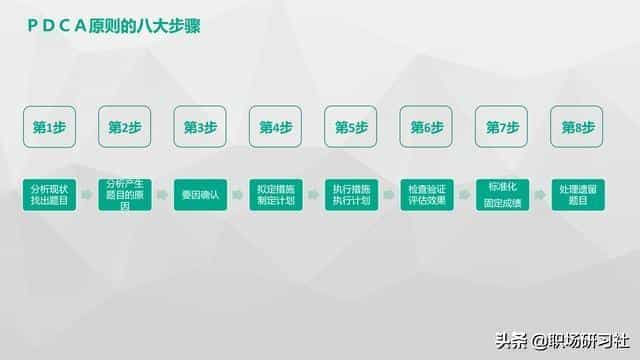 PDCA原则的八大步骤
第1步
第2步
第3步
第4步
第5步
第6步
第7步
第8步
分析现状
找出题目
分析产生
题目的原
因
要因确认
拟定措施
制定计划
执行措施
执行计划
检查验证
评估效果
标准化
固定成绩
处理遗留
题目
头条 @职场研习社